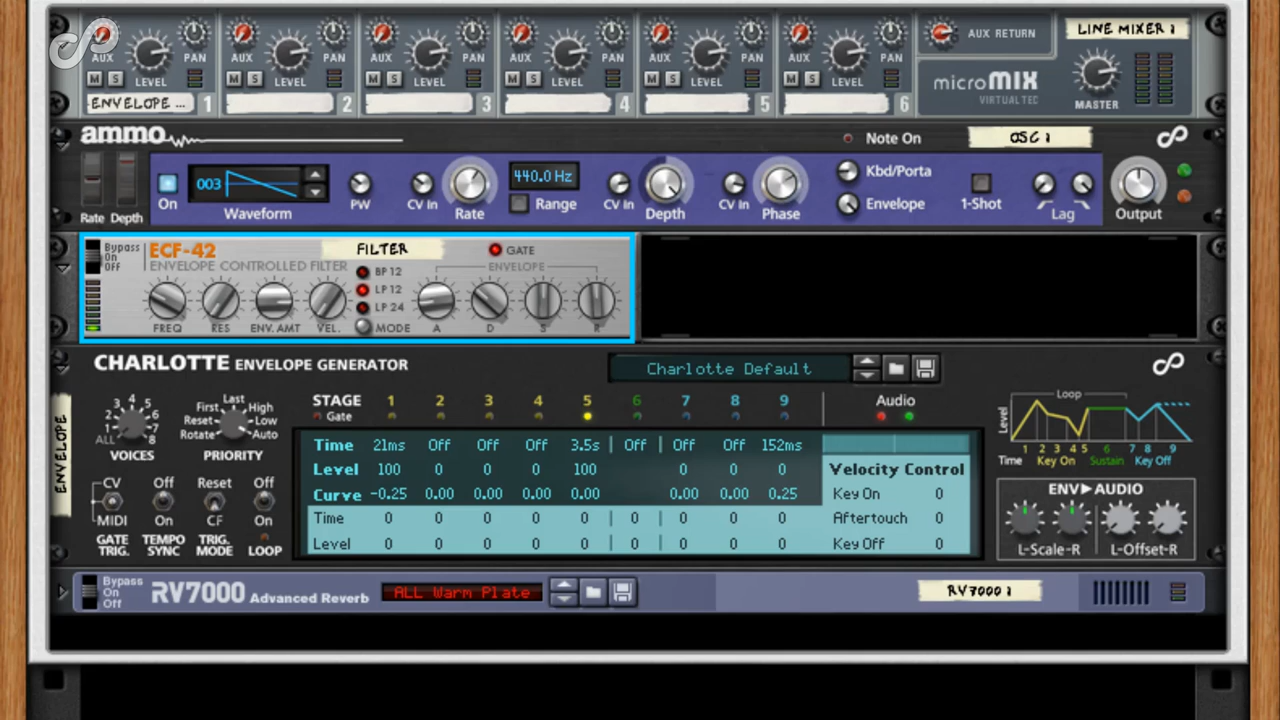 AUX LEVEL PAN AUX LEVEL PAN AUX LEVEL PAN AUX LEVEL PAN AUX LEVEL PAN AUX LEVEL PAN AUX RETURN LINE MIXER 1
M S M S M S M S M S M S microMIX
VIRTUAL TEC MASTER
ENVELOPE ... 1 2 3 4 5 6
ammo Note On OSC 1
On 003 440.0 Hz Kbd/Porta
Waveform PW CV In Rate Range CV In Depth CV In Phase Envelope 1-Shot Lag Output
Rate Depth
Bypass On Off ECF-42 FILTER GATE
ENVELOPE CONTROLLED FILTER BP 12 ENVELOPE
LP 12
LP 24
FREQ RES ENV. AMT VEL. MODE A D S R
CHARLOTTE ENVELOPE GENERATOR Charlotte Default
STAGE 1 2 3 4 5 6 7 8 9 Audio
Gate
ALL 1 2 3 4 5 6 7 8
VOICES
Rotate Reset First Last High Low Auto
PRIORITY
Time 21ms Off Off Off 3.5s Off Off Off 152ms
Level 100 0 0 0 100 0 0 0 Velocity Control
Curve -0.25 0.00 0.00 0.00 0.00 0.00 0.00 0.25 Key On 0
Time 0 0 0 0 0 0 0 0 0 Aftertouch 0
Level 0 0 0 0 0 0 0 0 0 Key Off 0
ENVELOPE
CV MIDI
GATE TRIG.
Off On
TEMPO SYNC
Reset CF
TRIG. MODE
Off On
LOOP
Loop
Level
1 2 3 4 5 6 7 8 9
Time Key On Sustain Key Off
ENV▶AUDIO
L-Scale-R L-Offset-R
Bypass On Off RV7000 Advanced Reverb ALL Warm Plate RV7000 1